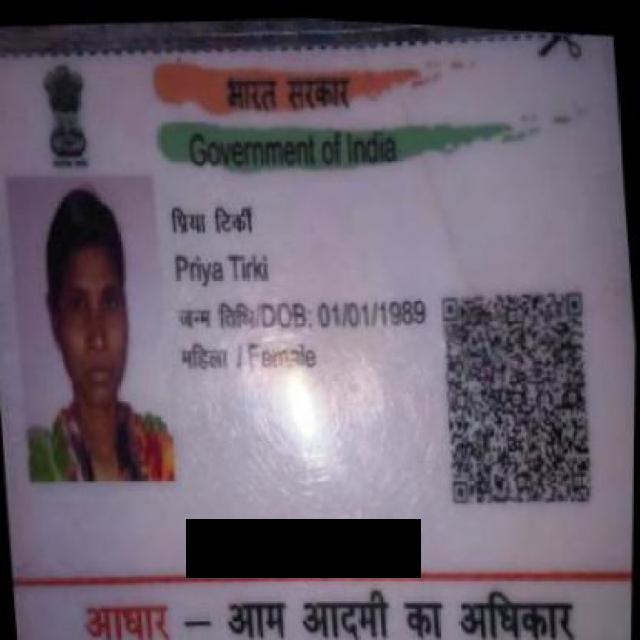 भारत सरकार
Government of India
प्रिया टिर्की
Priya Tirki
जन्म तिथि/DOB: 01/01/1989
महिला / Female
आधार – आम आदमी का अधिकार